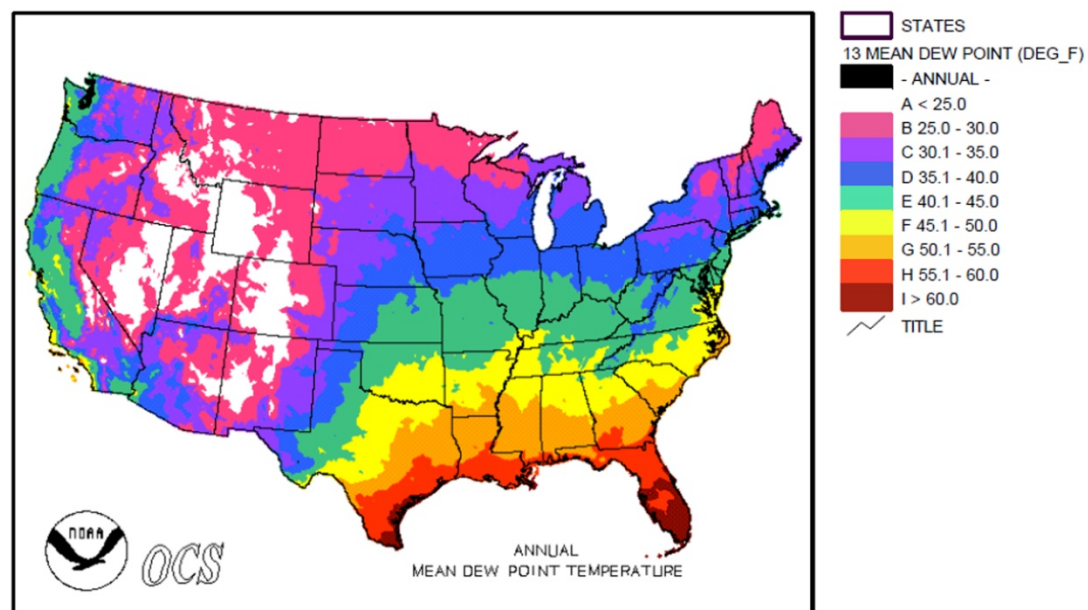 STATES
13 MEAN DEW POINT (DEG_F)
- ANNUAL -
A < 25.0
B 25.0 - 30.0
C 30.1 - 35.0
D 35.1 - 40.0
E 40.1 - 45.0
F 45.1 - 50.0
G 50.1 - 55.0
H 55.1 - 60.0
I > 60.0
TITLE
NOAA
OCS
ANNUAL
MEAN DEW POINT TEMPERATURE